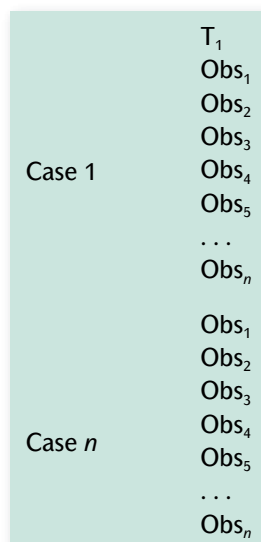 T₁
Obs₁
Obs₂
Obs₃
Case 1 Obs₄
Obs₅
. . .
Obsₙ
Obs₁
Obs₂
Obs₃
Case n Obs₄
Obs₅
. . .
Obsₙ